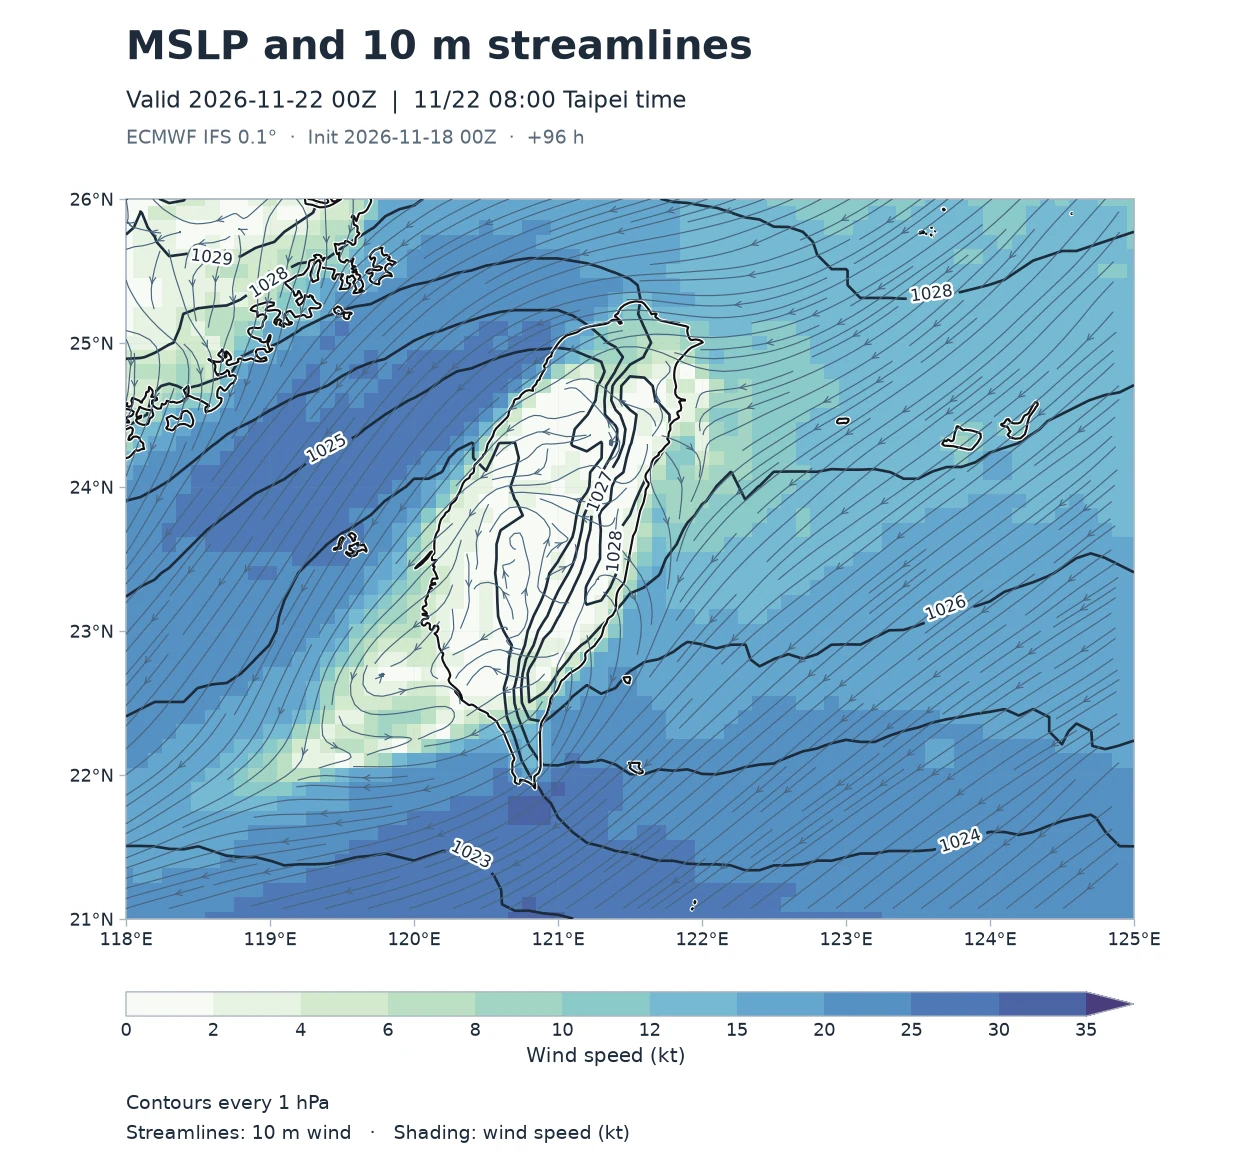 MSLP and 10 m streamlines
Valid 2026-11-22 00Z | 11/22 08:00 Taipei time
ECMWF IFS 0.1° · Init 2026-11-18 00Z · +96 h
26°N
1029
1028
1028
25°N
1025
24°N
1027
1028
1026
23°N
22°N
1023
1024
21°N
118°E 119°E 120°E 121°E 122°E 123°E 124°E 125°E
0 2 4 6 8 10 12 15 20 25 30 35
Wind speed (kt)
Contours every 1 hPa
Streamlines: 10 m wind · Shading: wind speed (kt)